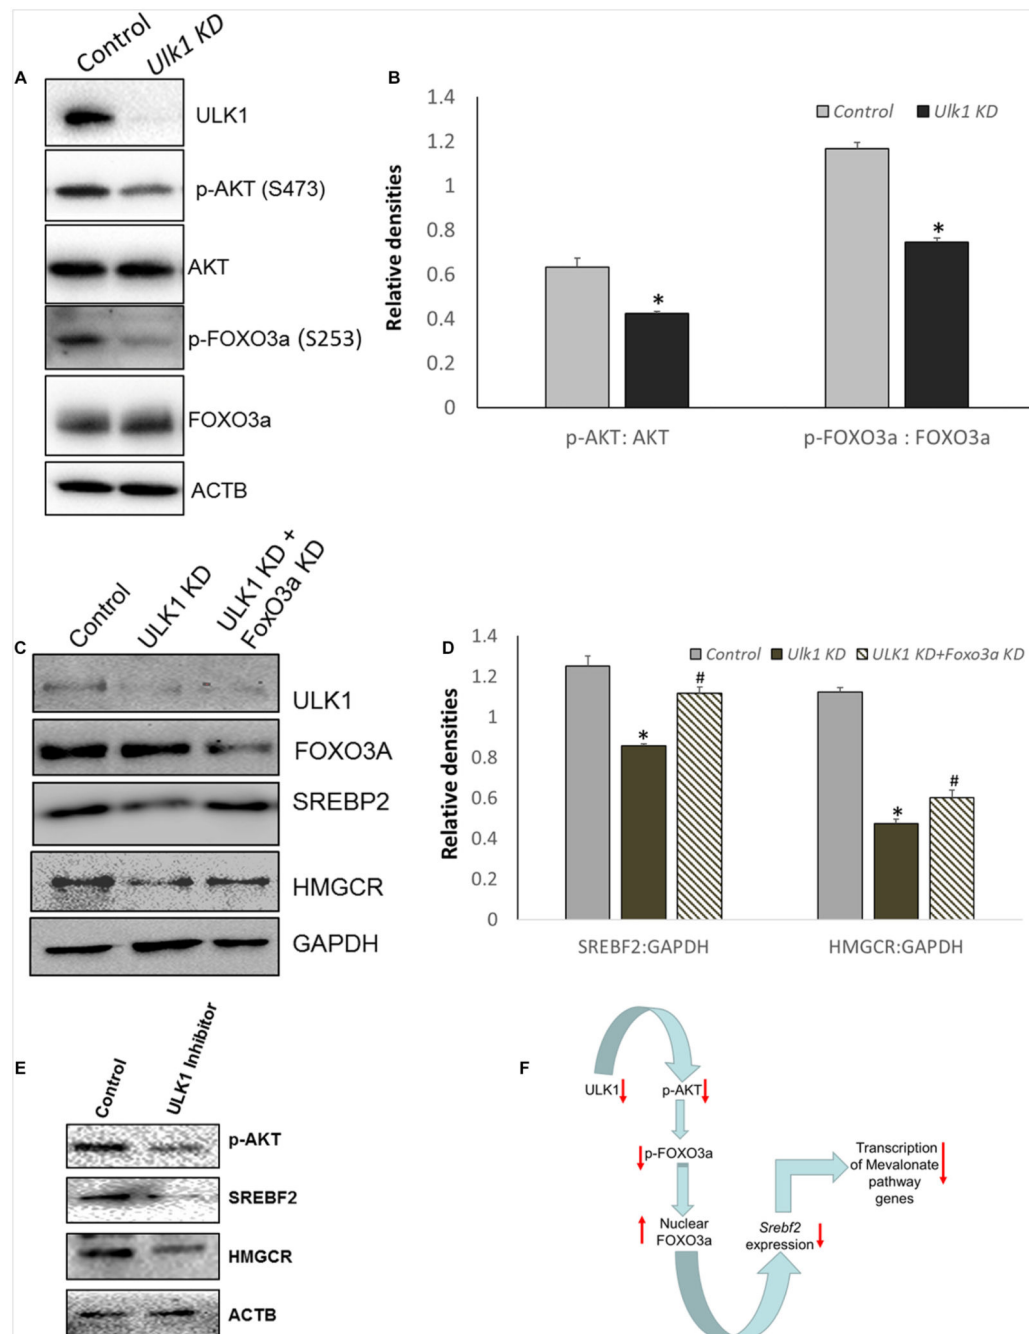 A
Control
Ulk1 KD
ULK1
p-AKT (S473)
AKT
p-FOXO3a (S253)
FOXO3a
ACTB
B
Relative densities
1.4
1.2
1
0.8
0.6
0.4
0.2
0
Control
Ulk1 KD
*
*
p-AKT: AKT
p-FOXO3a : FOXO3a
C
Control
ULK1 KD
ULK1 KD +
FoxO3a KD
ULK1
FOXO3A
SREBP2
HMGCR
GAPDH
D
Relative densities
1.4
1.2
1
0.8
0.6
0.4
0.2
0
Control
Ulk1 KD
ULK1 KD+Foxo3a KD
*
#
*
#
SREBF2:GAPDH
HMGCR:GAPDH
E
Control
ULK1 Inhibitor
p-AKT
SREBF2
HMGCR
ACTB
F
ULK1
p-AKT
p-FOXO3a
Nuclear
FOXO3a
Srebf2
expression
Transcription
of Mevalonate
pathway
genes